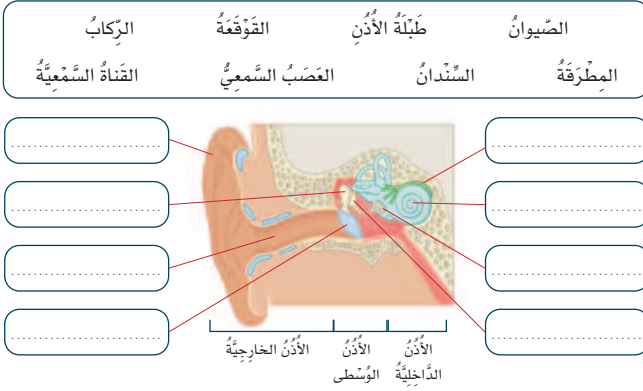 الصّيوانُ طَبْلَةُ الأُذُنِ القَوْقَعَةُ الرِّكابُ
المِطْرَقَةُ السِّنْدانُ العَصَبُ السَّمعِيُّ القَناةُ السَّمْعِيَّةُ
الأُذُنُ الدَّاخِلِيَّةُ
الأُذُنُ الوُسْطى
الأُذُنُ الخارِجِيَّةُ